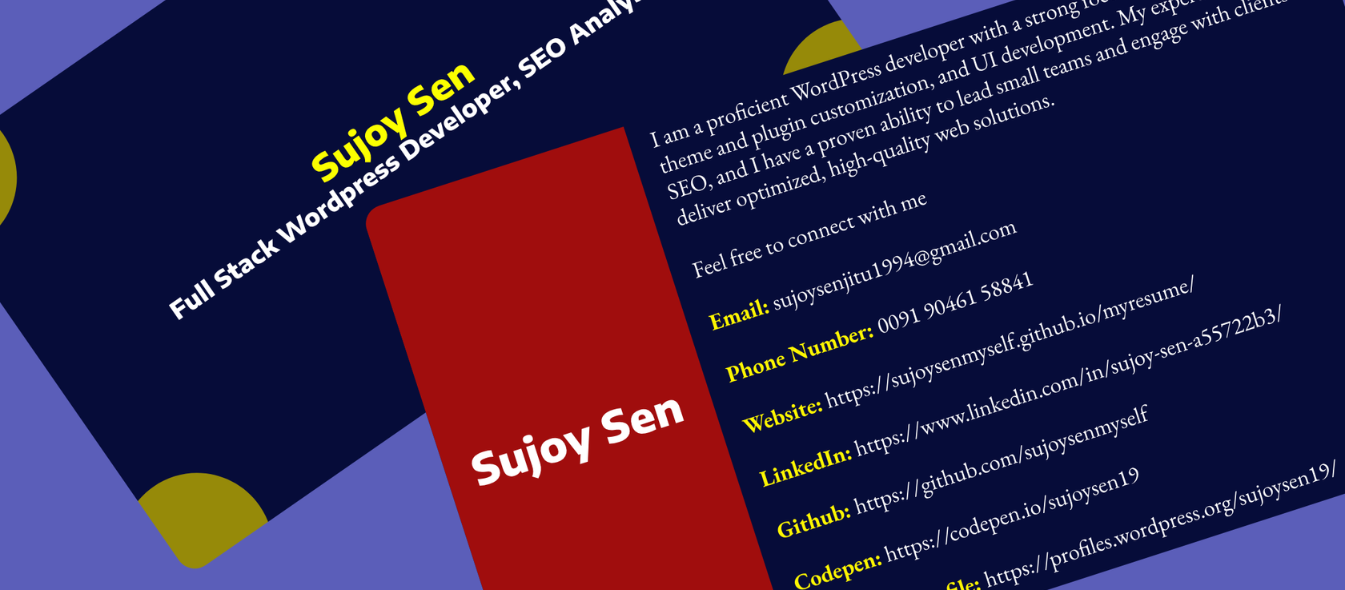 Sujoy Sen
Full Stack Wordpress Developer, SEO
Sujoy Sen
I am a proficient WordPress developer with a strong
theme and plugin customization, and UI development. My
SEO, and I have a proven ability to lead small teams and engage with clients
deliver optimized, high-quality web solutions.
Feel free to connect with me
Email: sujoysenjitu1994@gmail.com
Phone Number: 0091 90461 58841
Website: https://sujoysenmyself.github.io/myresume/
LinkedIn: https://www.linkedin.com/in/sujoy-sen-a55722b3/
Github: https://github.com/sujoysenmyself
Codepen: https://codepen.io/sujoysen19
https://profiles.wordpress.org/sujoysen19/